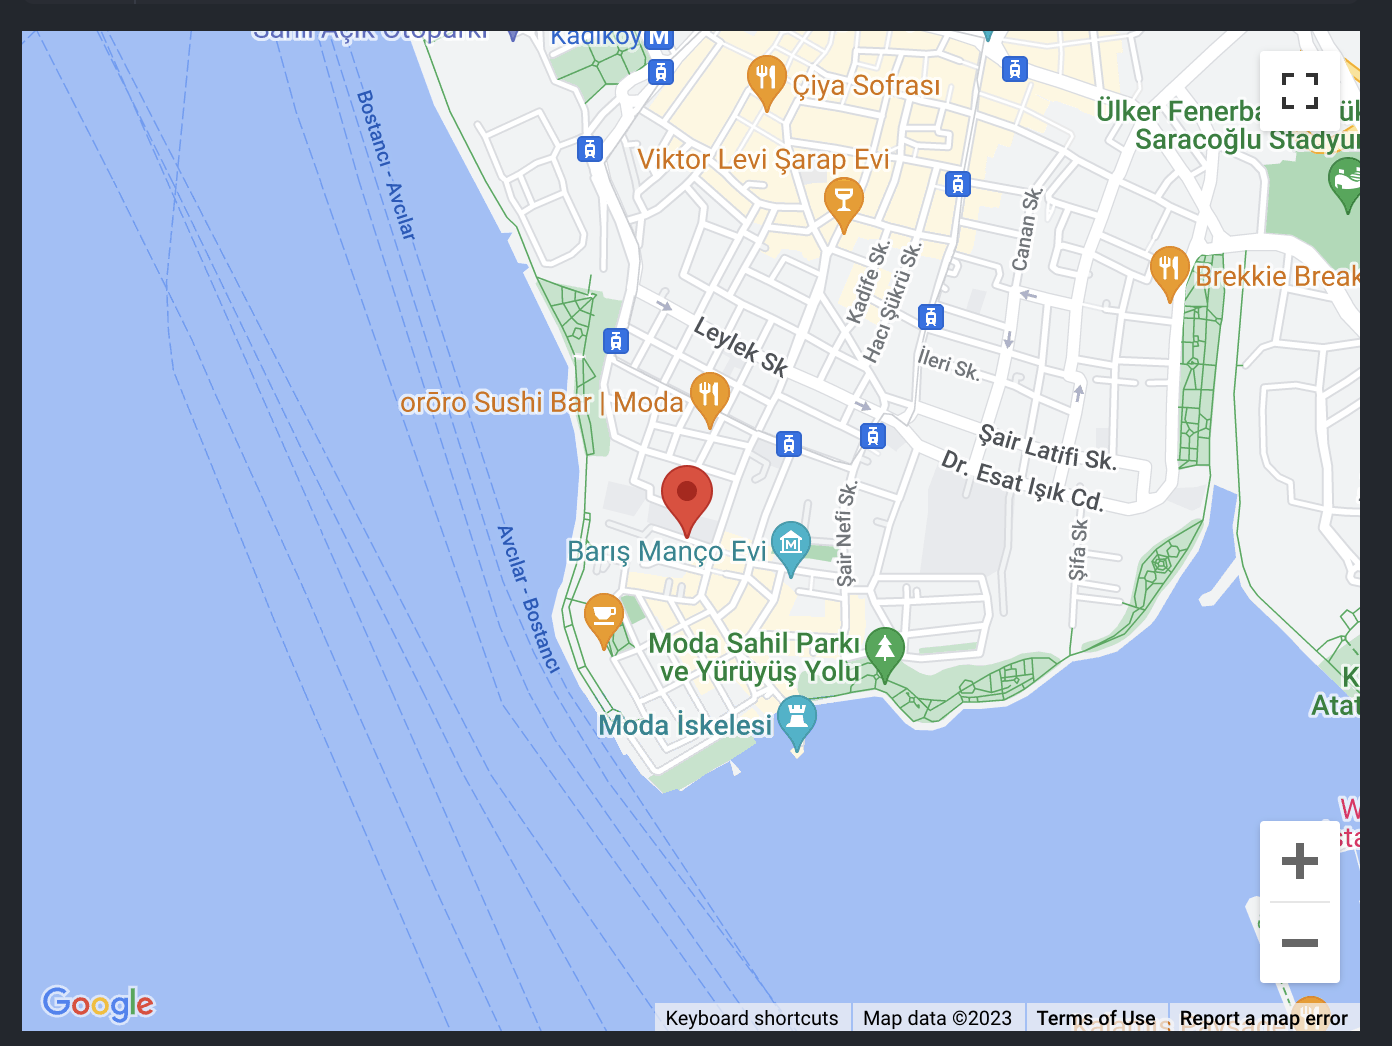 Sahil Açık Otoparkı
Kadıköy
M
Çiya Sofrası
Ülker Fenerba
Saracoğlu Stadyu
Viktor Levi Şarap Evi
Bostancı - Avcılar
Canan Sk.
Kadife Sk.
Hacı Şükrü Sk.
Brekkie Break
Leylek Sk
İleri Sk.
orōro Sushi Bar | Moda
Şair Latifi Sk.
Dr. Esat Işık Cd.
Şair Nefi Sk.
Şifa Sk
Barış Manço Evi
M
Avcılar - Bostancı
Moda Sahil Parkı
ve Yürüyüş Yolu
K
Atat
Moda İskelesi
W
sta
Google
Kalamış Paysage
Keyboard shortcuts
Map data ©2023
Terms of Use
Report a map error